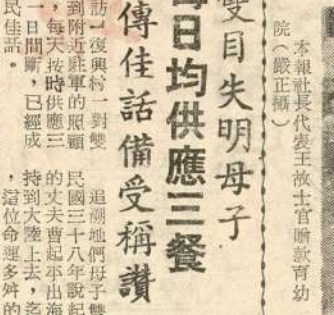 本報社長代表王故士官贈款育幼
院（嚴正攝）
雙目失明母子
每日均供應三餐
傳佳話備受稱讚
訪）復興村一對雙
到附近駐軍的照顧
，每天按時供應三
一日間斷，已經成
民佳話。
追溯她們母子雙
民國三十八年說起
的丈夫曹起平出海
持到大陸上去，迄
，這位命運多舛的